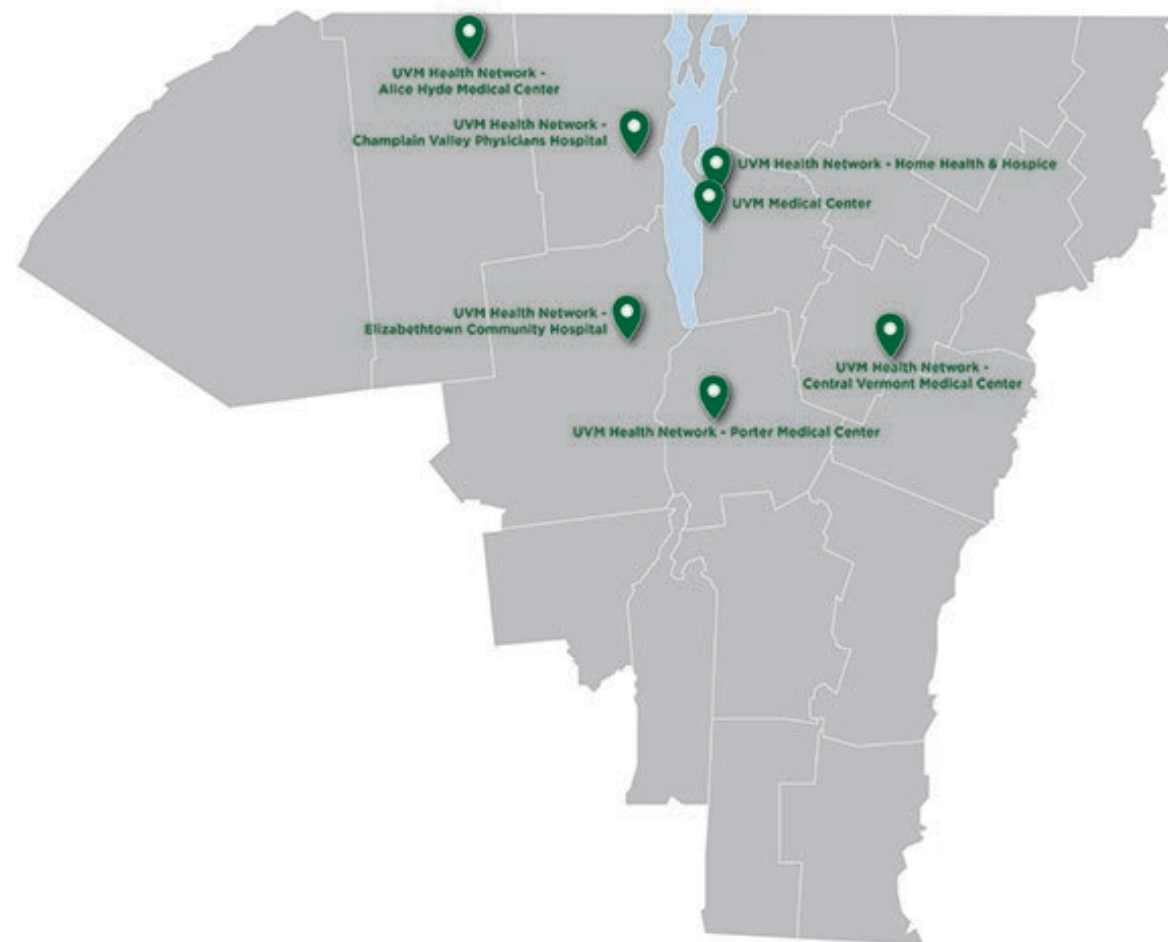 UVM Health Network -
Alice Hyde Medical Center
UVM Health Network -
Champlain Valley Physicians Hospital
UVM Health Network - Home Health & Hospice
UVM Medical Center
UVM Health Network -
Elizabethtown Community Hospital
UVM Health Network -
Central Vermont Medical Center
UVM Health Network - Porter Medical Center